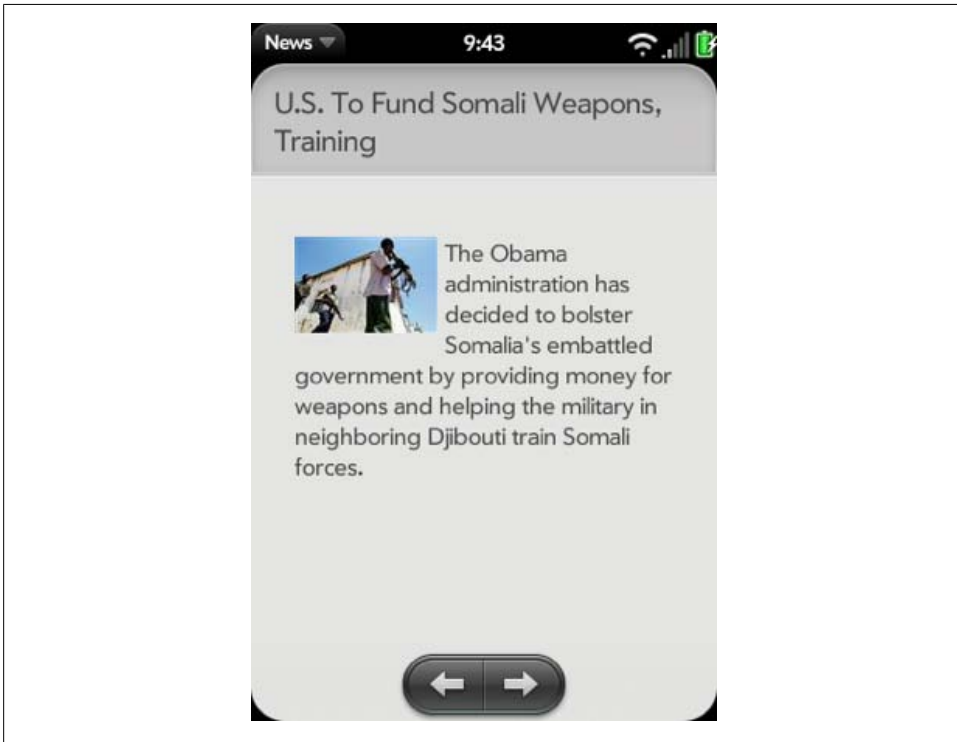 News
9:43
U.S. To Fund Somali Weapons,
Training
The Obama
administration has
decided to bolster
Somalia's embattled
government by providing money for
weapons and helping the military in
neighboring Djibouti train Somali
forces.